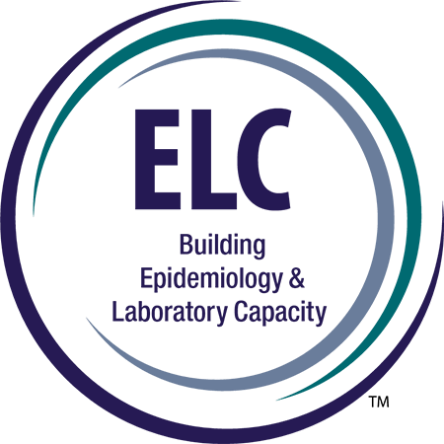 ELC
Building
Epidemiology &
Laboratory Capacity
TM